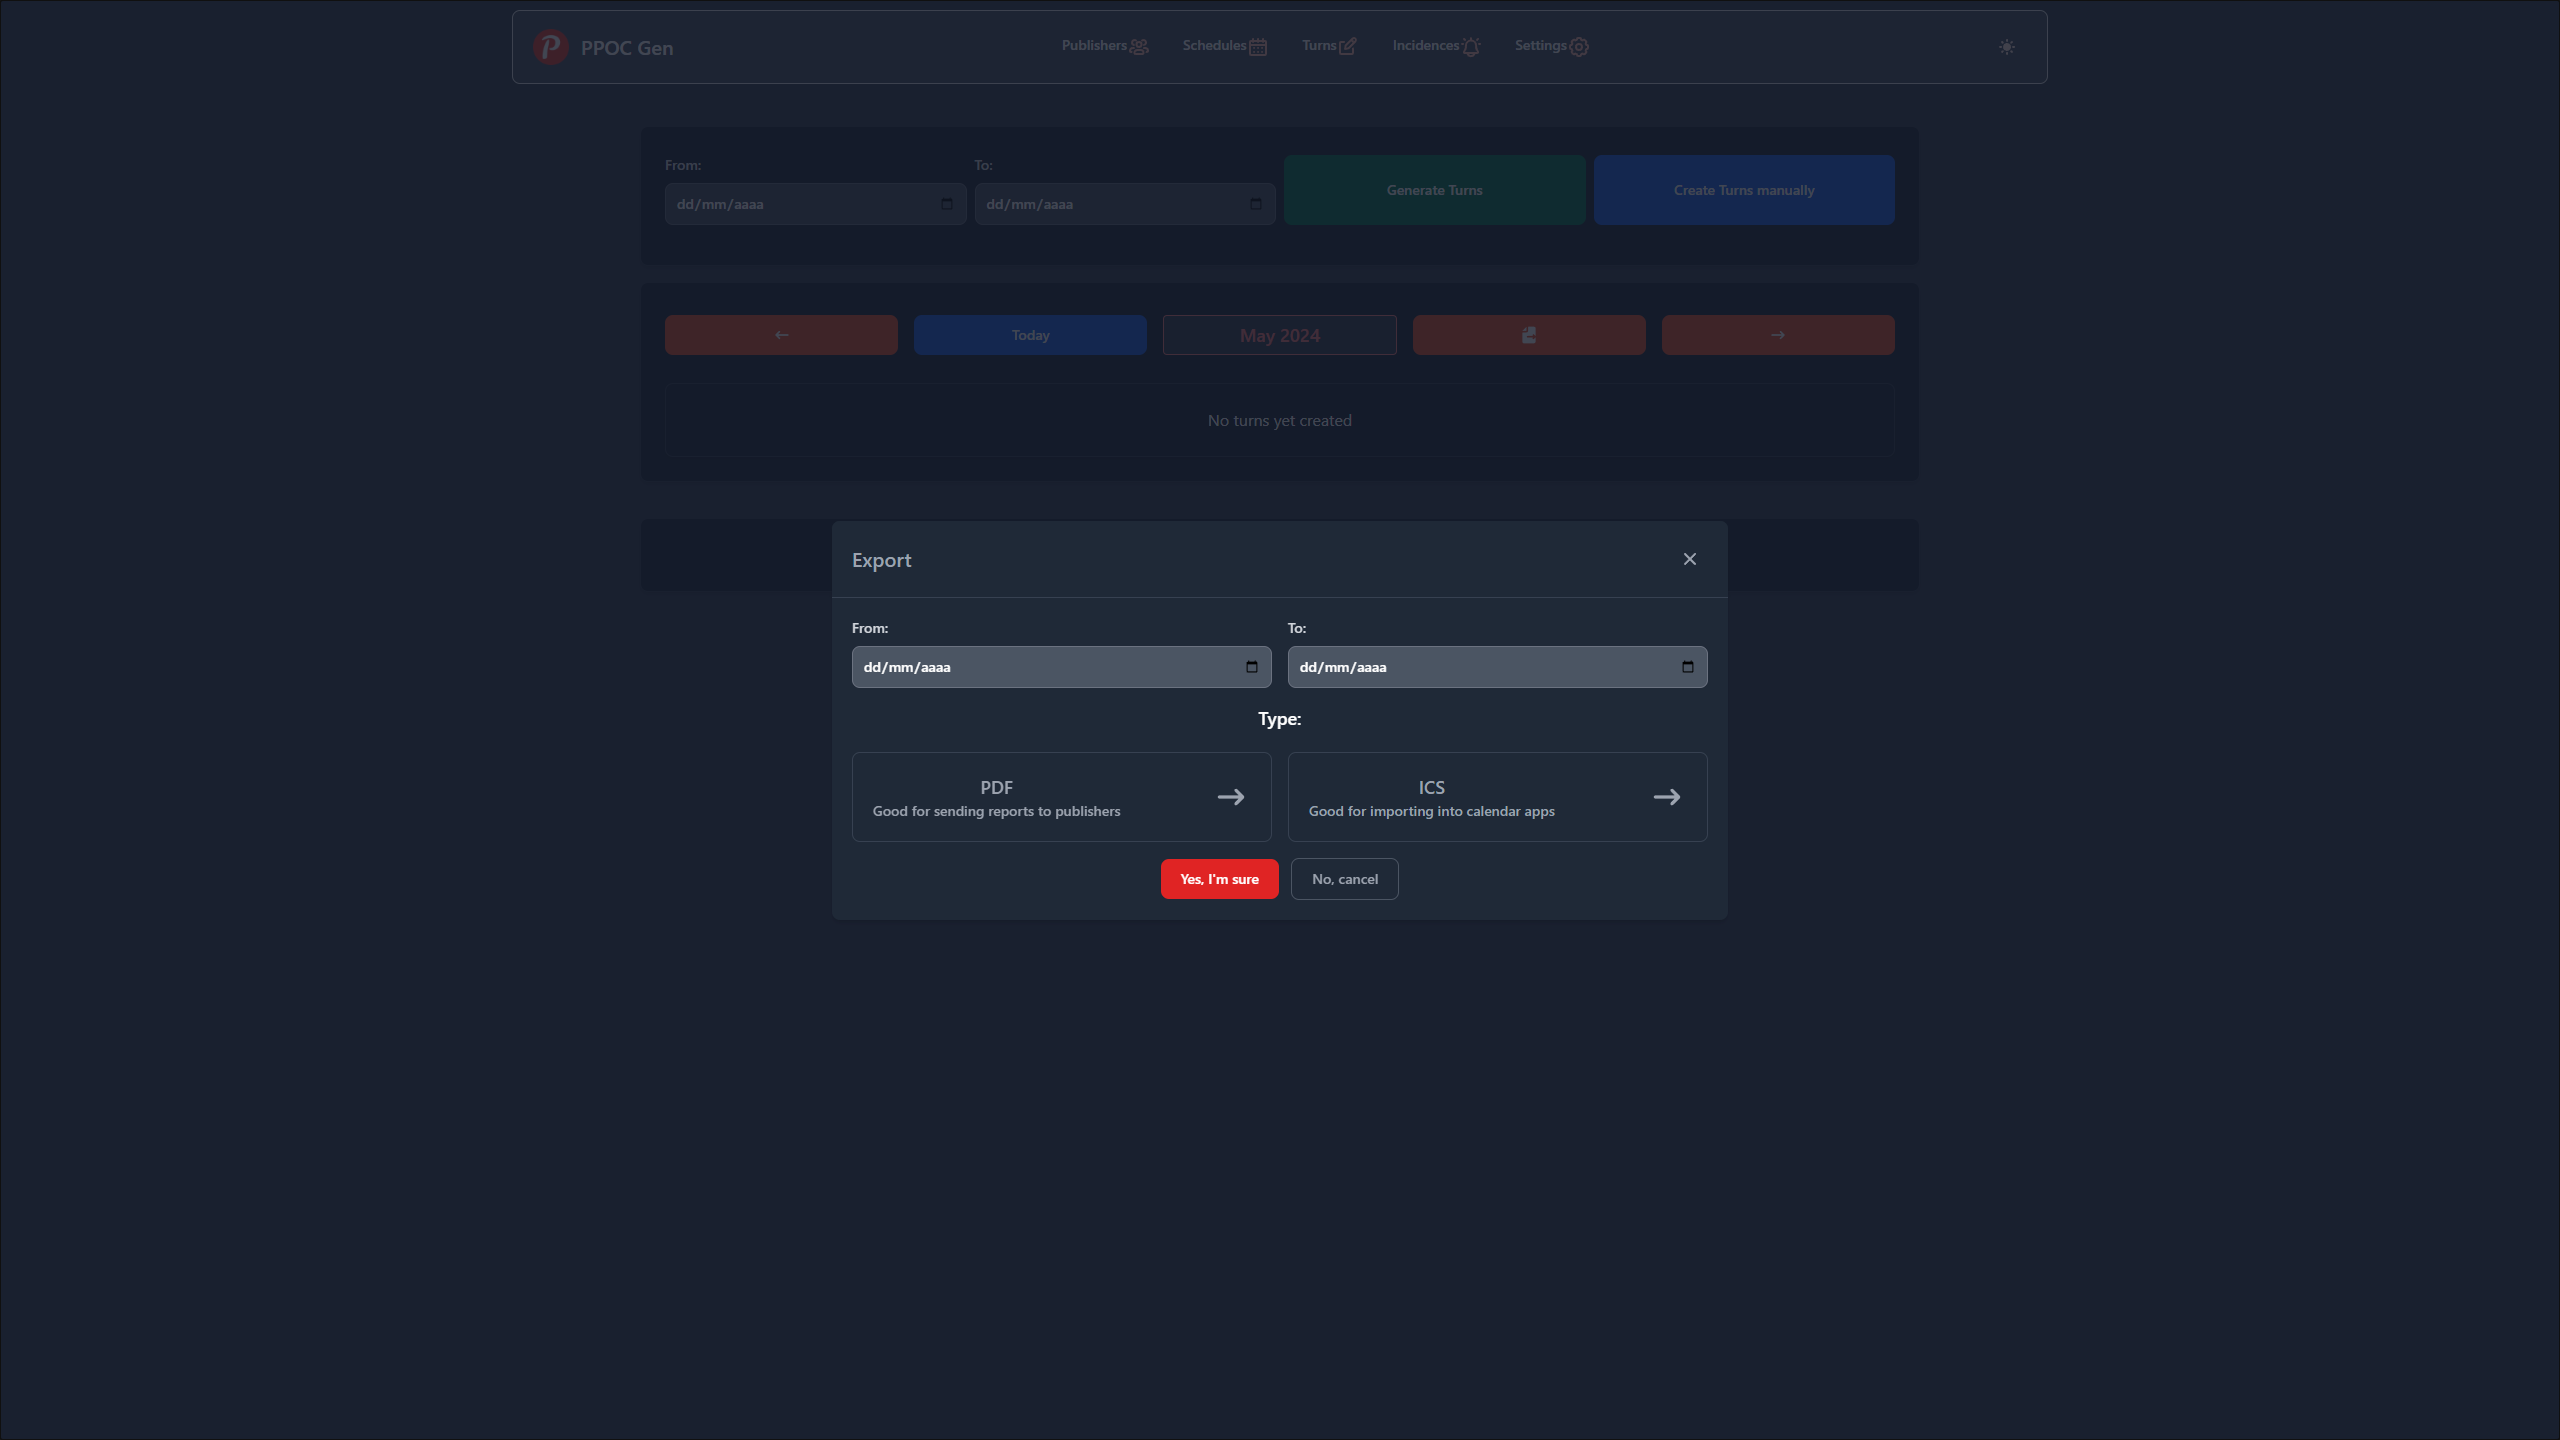 PPOC Gen
Publishers
Schedules
Turns
Incidences
Settings
From:
To:
dd/mm/aaaa
dd/mm/aaaa
Generate Turns
Create Turns manually
Today
May 2024
No turns yet created
Export
From:
To:
dd/mm/aaaa
dd/mm/aaaa
Type:
PDF
Good for sending reports to publishers
ICS
Good for importing into calendar apps
Yes, I'm sure
No, cancel